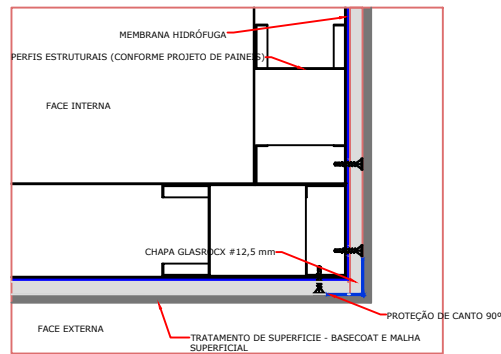 MEMBRANA HIDRÓFUGA
PERFIS ESTRUTURAIS (CONFORME PROJETO DE PAINEIS)
FACE INTERNA
CHAPA GLASROCX #12,5 mm
PROTEÇÃO DE CANTO 90º
FACE EXTERNA
TRATAMENTO DE SUPERFICIE - BASECOAT E MALHA
SUPERFICIAL